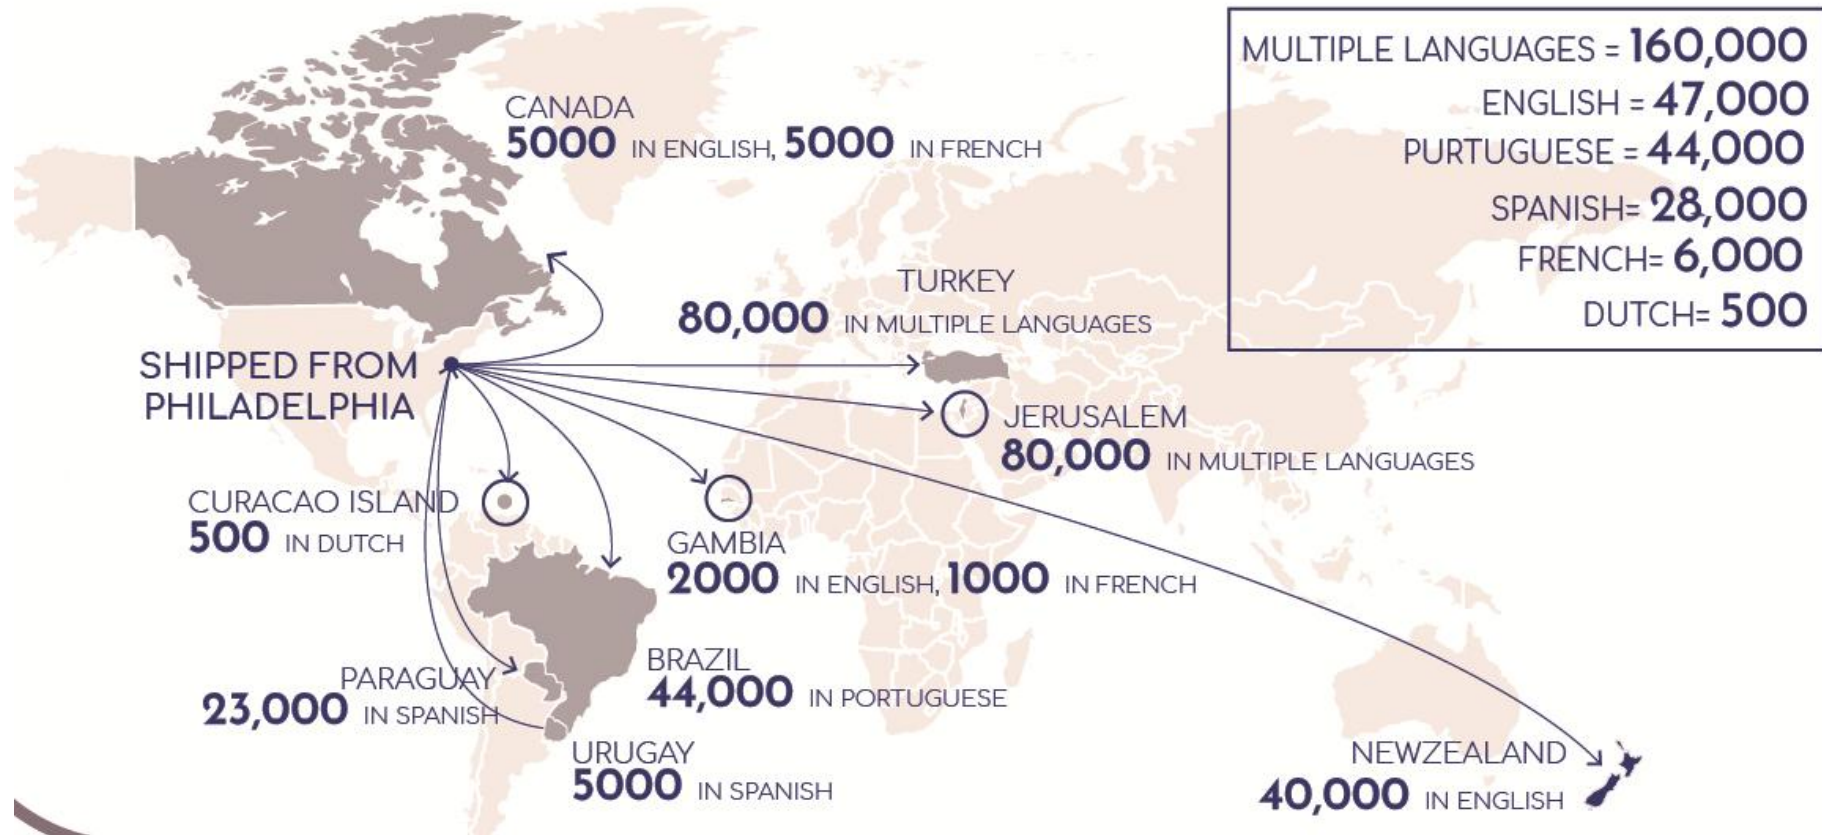 MULTIPLE LANGUAGES = 160,000
ENGLISH = 47,000
PURTUGUESE = 44,000
SPANISH= 28,000
FRENCH= 6,000
DUTCH= 500
CANADA
5000 IN ENGLISH, 5000 IN FRENCH
TURKEY
80,000 IN MULTIPLE LANGUAGES
SHIPPED FROM
PHILADELPHIA
JERUSALEM
80,000 IN MULTIPLE LANGUAGES
CURACAO ISLAND
500 IN DUTCH
GAMBIA
2000 IN ENGLISH, 1000 IN FRENCH
PARAGUAY
23,000 IN SPANISH
BRAZIL
44,000 IN PORTUGUESE
URUGAY
5000 IN SPANISH
NEWZEALAND
40,000 IN ENGLISH